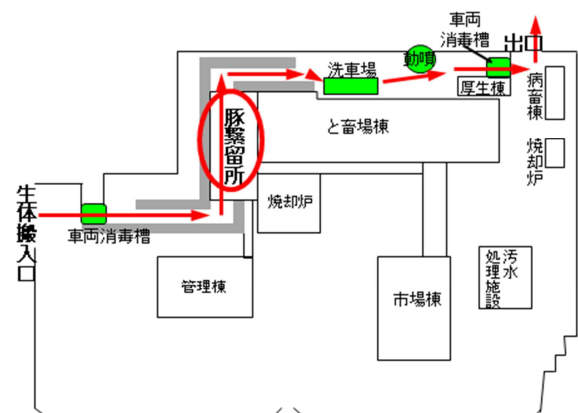 車両
消毒槽
出口
動噴
洗車場
厚生棟
病畜棟
と畜場棟
豚繋留所
焼却炉
生体搬入口
車両消毒槽
焼却炉
管理棟
市場棟
汚水
処理施設